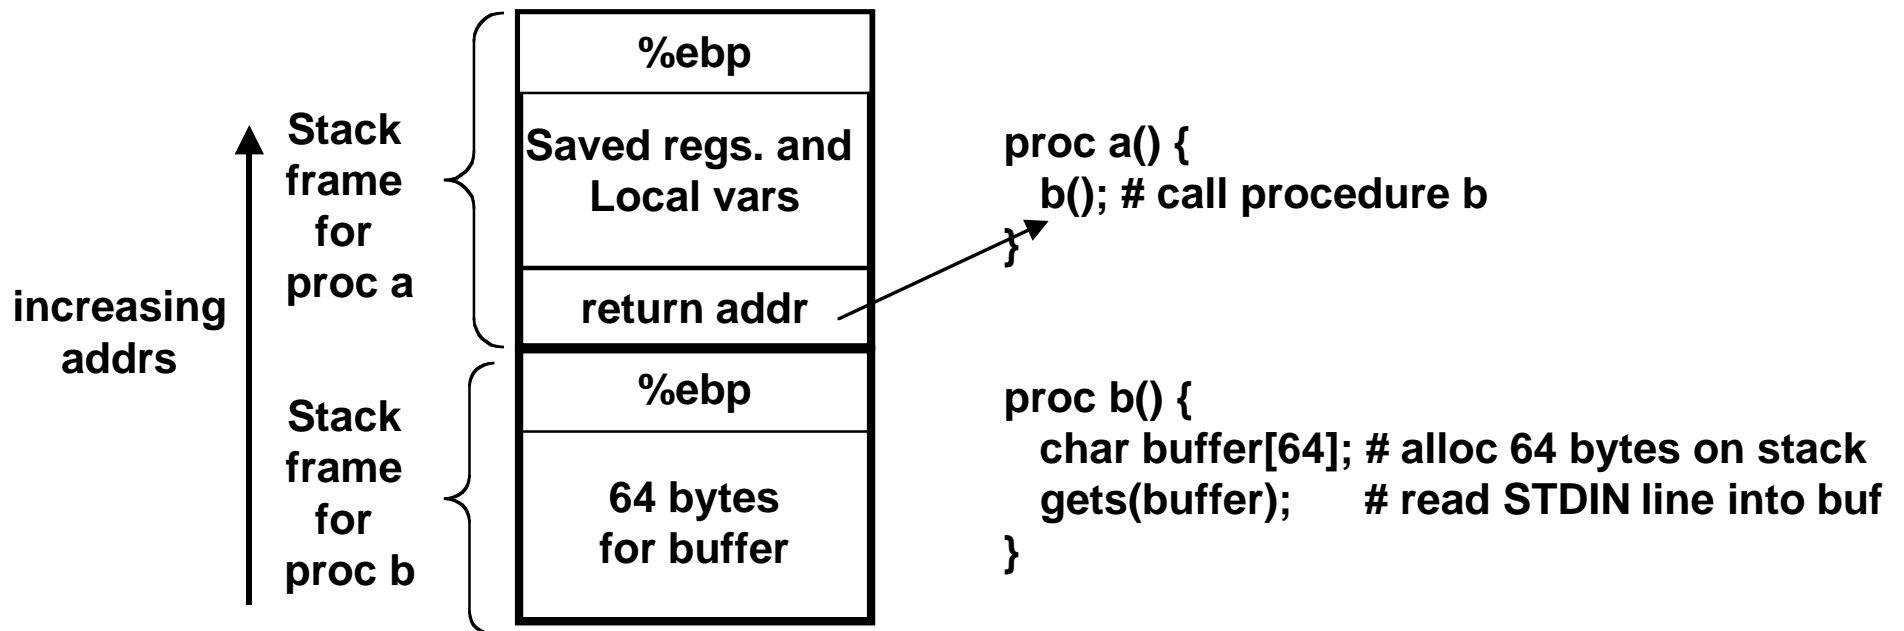 %ebp
Stack
frame
for
proc a
Saved regs. and
Local vars
return addr
increasing
addrs
Stack
frame
for
proc b
%ebp
64 bytes
for buffer
proc a() {
b(); # call procedure b
}
proc b() {
char buffer[64]; # alloc 64 bytes on stack
gets(buffer); # read STDIN line into buf
}